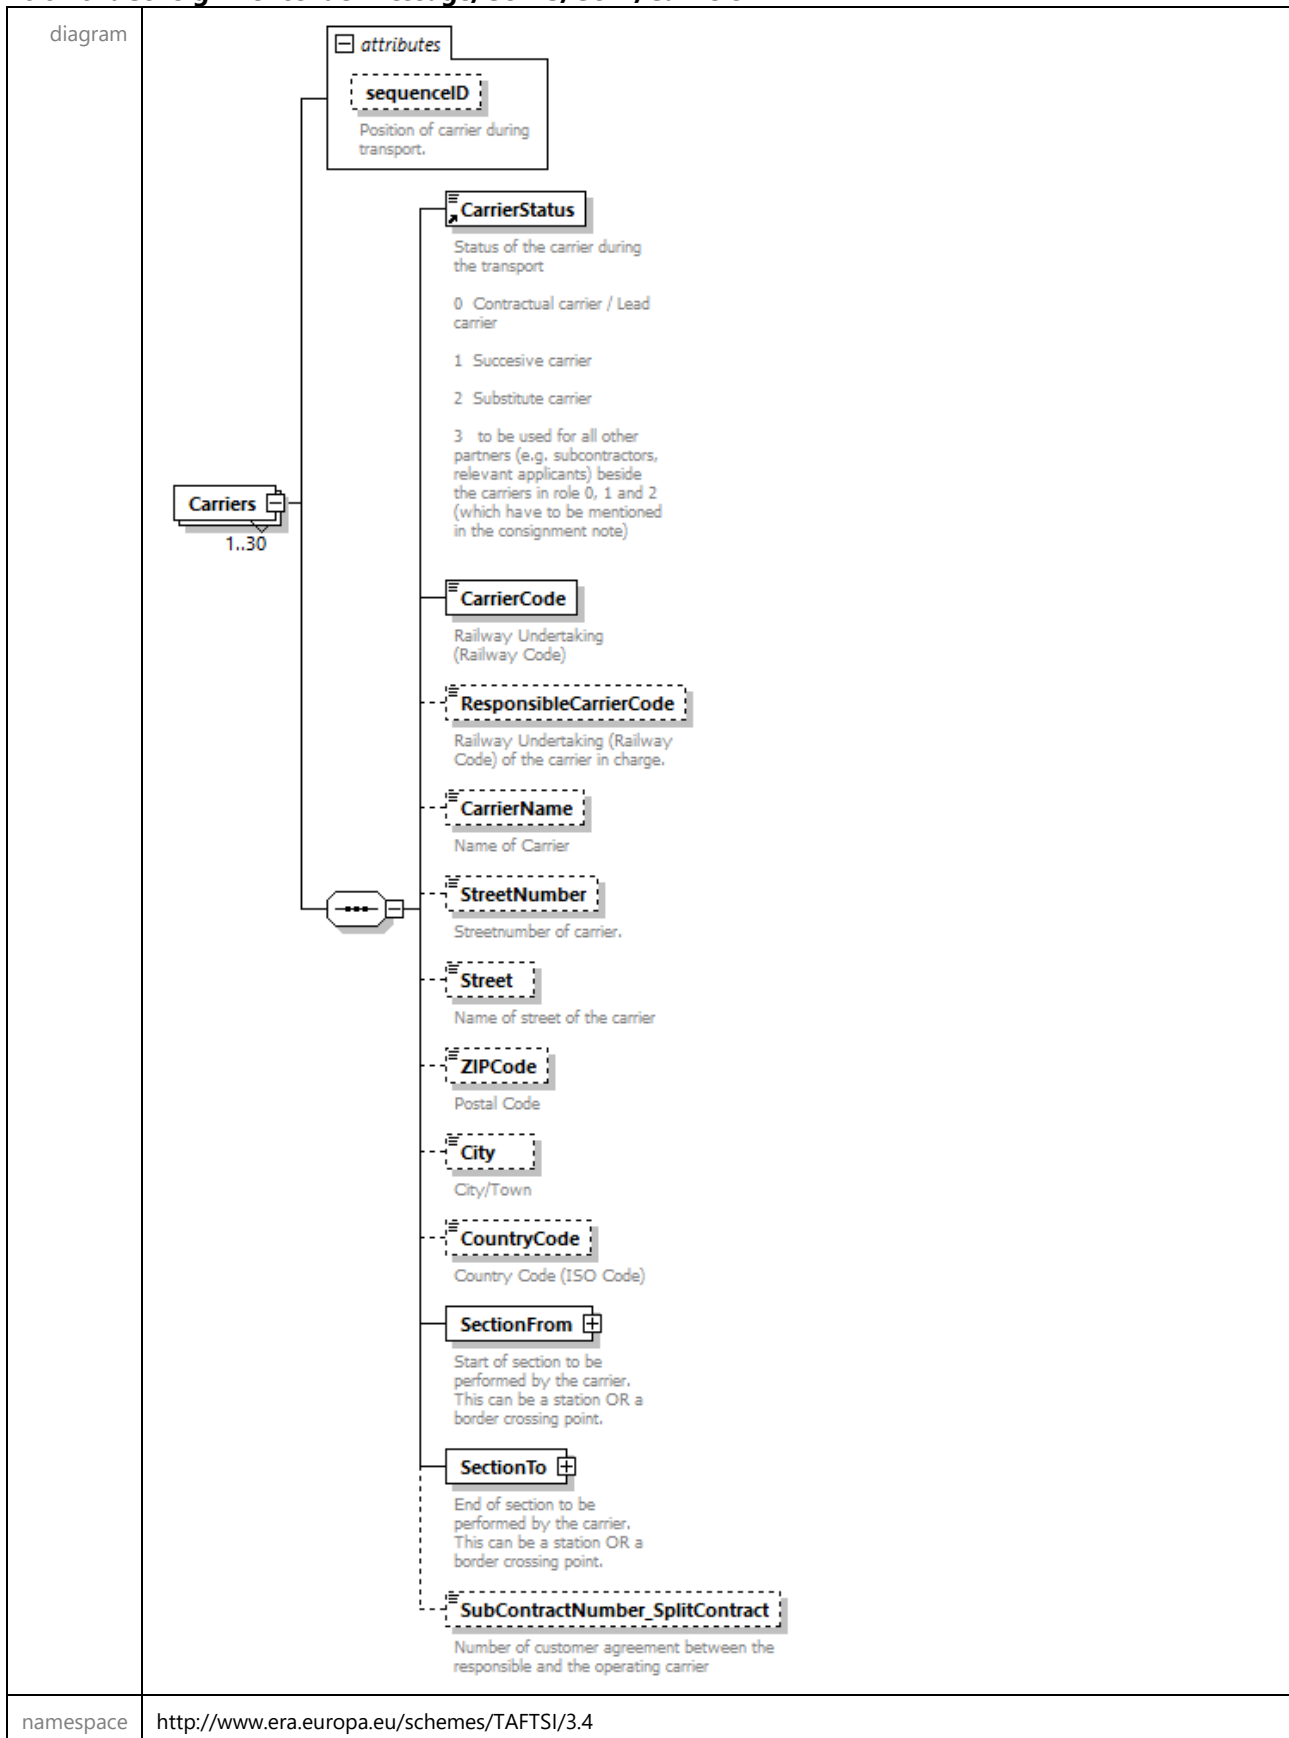 diagram
attributes
sequenceID
Position of carrier during
transport.
CarrierStatus
Status of the carrier during
the transport
0 Contractual carrier / Lead
carrier
1 Succesive carrier
2 Substitute carrier
3 to be used for all other
partners (e.g. subcontractors,
relevant applicants) beside
the carriers in role 0, 1 and 2
(which have to be mentioned
in the consignment note)
Carriers
1..30
CarrierCode
Railway Undertaking
(Railway Code)
ResponsibleCarrierCode
Railway Undertaking (Railway
Code) of the carrier in charge.
CarrierName
Name of Carrier
StreetNumber
Streetnumber of carrier.
Street
Name of street of the carrier
ZIPCode
Postal Code
City
City/Town
CountryCode
Country Code (ISO Code)
SectionFrom
Start of section to be
performed by the carrier.
This can be a station OR a
border crossing point.
SectionTo
End of section to be
performed by the carrier.
This can be a station OR a
border crossing point.
SubContractNumber_SplitContract
Number of customer agreement between the
responsible and the operating carrier
namespace
http://www.era.europa.eu/schemes/TAFTSI/3.4